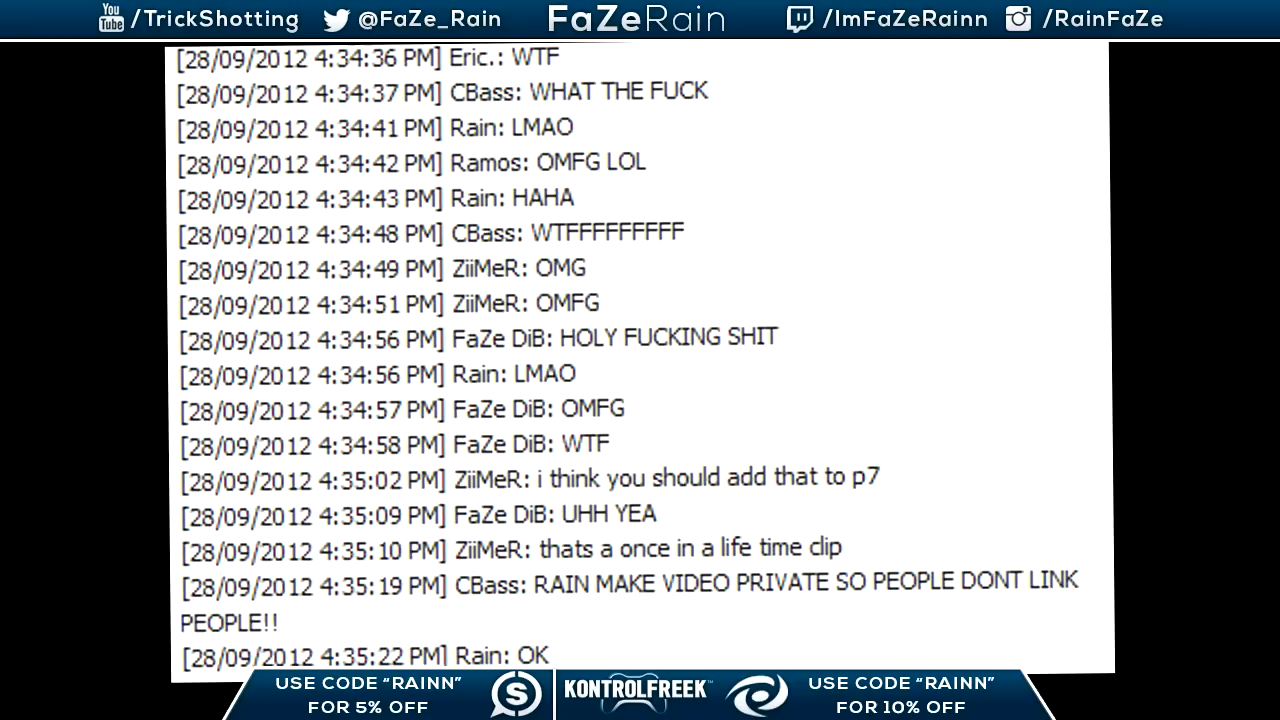 You Tube /TrickShotting @FaZe_Rain FaZeRain /ImFaZeRainn /RainFaZe
[28/09/2012 4:34:36 PM] Eric.: WTF
[28/09/2012 4:34:37 PM] CBass: WHAT THE FUCK
[28/09/2012 4:34:41 PM] Rain: LMAO
[28/09/2012 4:34:42 PM] Ramos: OMFG LOL
[28/09/2012 4:34:43 PM] Rain: HAHA
[28/09/2012 4:34:48 PM] CBass: WTFFFFFFFFF
[28/09/2012 4:34:49 PM] ZiiMeR: OMG
[28/09/2012 4:34:51 PM] ZiiMeR: OMFG
[28/09/2012 4:34:56 PM] FaZe DiB: HOLY FUCKING SHIT
[28/09/2012 4:34:56 PM] Rain: LMAO
[28/09/2012 4:34:57 PM] FaZe DiB: OMFG
[28/09/2012 4:34:58 PM] FaZe DiB: WTF
[28/09/2012 4:35:02 PM] ZiiMeR: i think you should add that to p7
[28/09/2012 4:35:09 PM] FaZe DiB: UHH YEA
[28/09/2012 4:35:10 PM] ZiiMeR: thats a once in a life time clip
[28/09/2012 4:35:19 PM] CBass: RAIN MAKE VIDEO PRIVATE SO PEOPLE DONT LINK
PEOPLE!!
[28/09/2012 4:35:22 PM] Rain: OK
USE CODE “RAINN” FOR 5% OFF
KONTROLFREEK™
USE CODE “RAINN” FOR 10% OFF